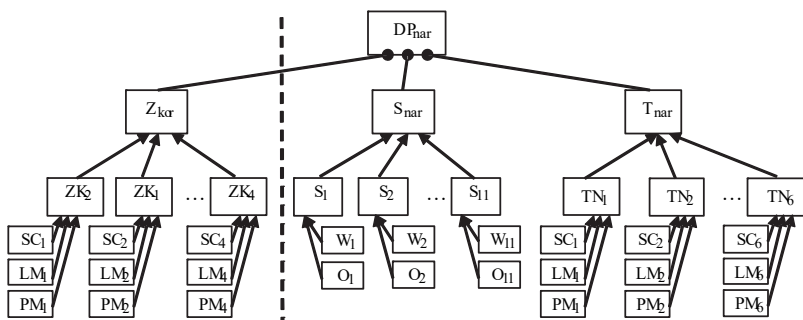 DPnar
Zkor Snar Tnar
ZK2 ZK1 … ZK4 S1 S2 … S11 TN1 TN2 … TN6
SC1 SC2 SC4 W1 W2 W11 SC1 SC2 SC6
LM1 LM2 LM4 O1 O2 O11 LM1 LM2 LM6
PM1 PM2 PM4 PM1 PM2 PM6